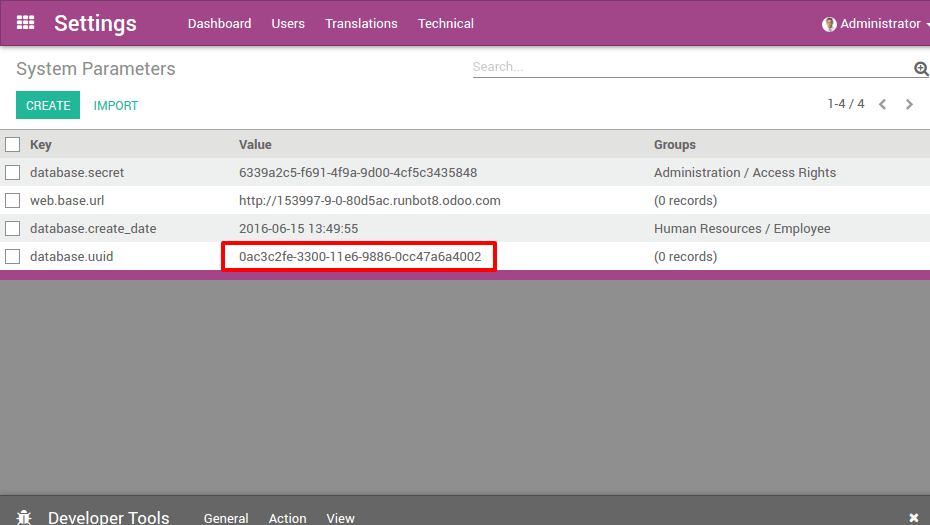 Settings Dashboard Users Translations Technical Administrator
System Parameters Search...
CREATE IMPORT 1-4 / 4
Key Value Groups
database.secret 6339a2c5-f691-4f9a-9d00-4cf5c3435848 Administration / Access Rights
web.base.url http://153997-9-0-80d5ac.runbot8.odoo.com (0 records)
database.create_date 2016-06-15 13:49:55 Human Resources / Employee
database.uuid 0ac3c2fe-3300-11e6-9886-0cc47a6a4002 (0 records)
Developer Tools General Action View